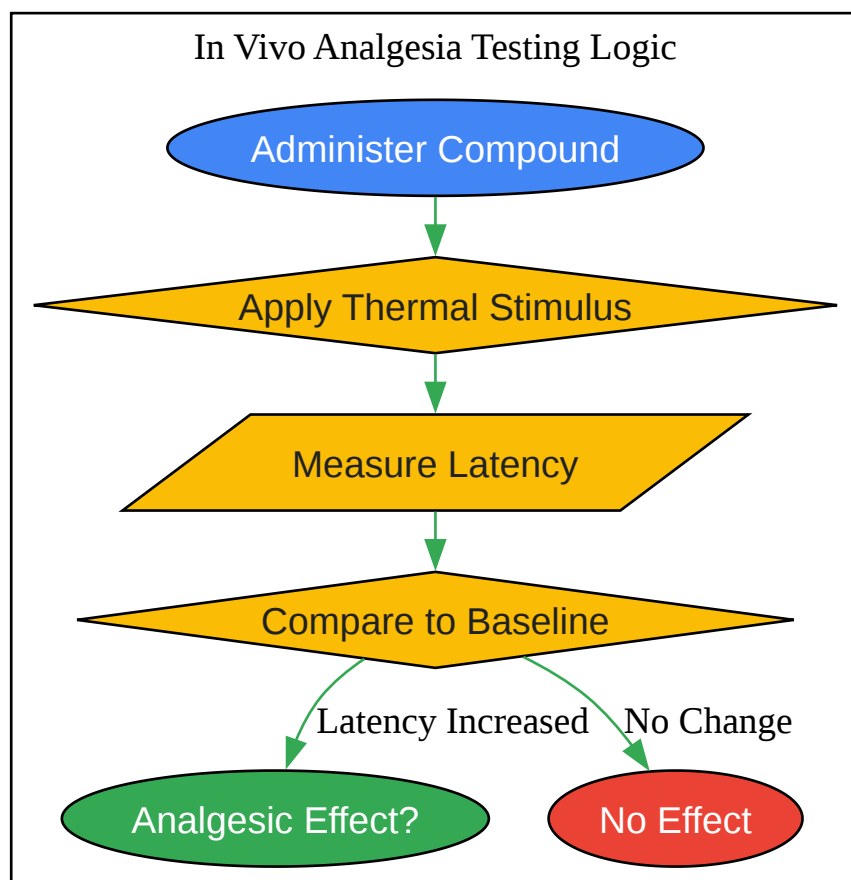 In Vivo Analgesia Testing Logic
Administer Compound
Apply Thermal Stimulus
Measure Latency
Compare to Baseline
Latency Increased
No Change
Analgesic Effect?
No Effect